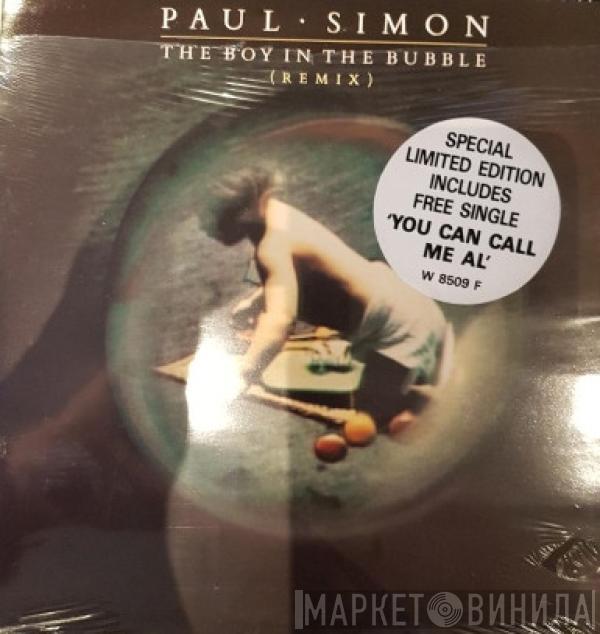 PAUL · SIMON
THE BOY IN THE BUBBLE
(REMIX)
SPECIAL
LIMITED EDITION
INCLUDES
FREE SINGLE
'YOU CAN CALL
ME AL'
W 8509 F
МАРКЕТ ВИНИЛА